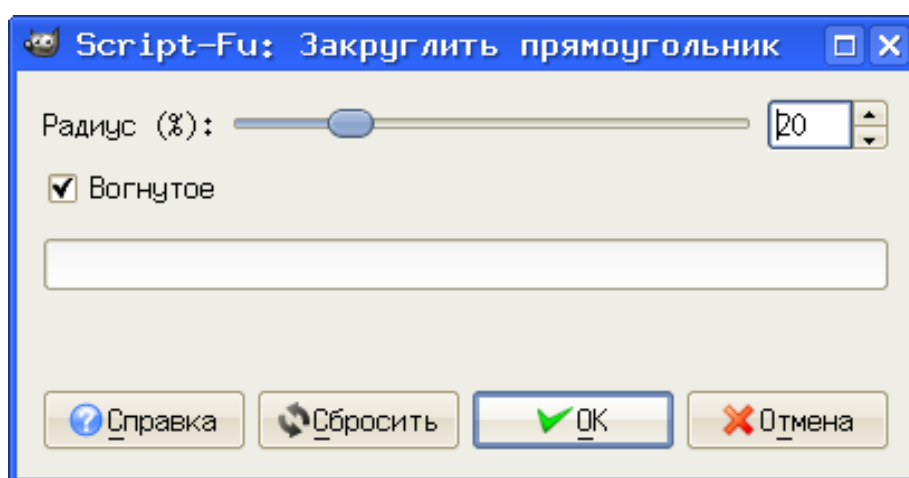 Script-Fu: Закруглить прямоугольник
Радиус (%): 20
Вогнутое
Справка Сбросить OK Отмена